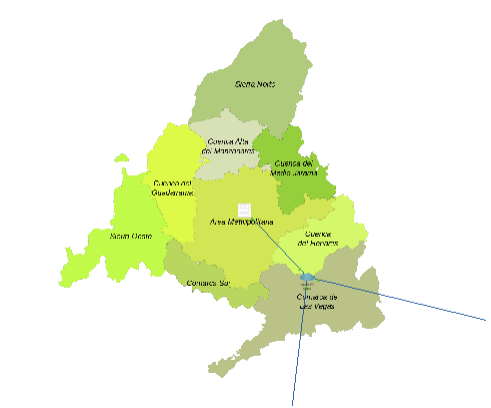 Sierra Norte
Cuenca Alta
del Manzanares
Cuenca del
Medio Jarama
Cuenca del
Guadarrama
Area Metropolitana
Sierra Oeste
Cuenca
del Henares
Comarca Sur
Comarca de
Las Vegas